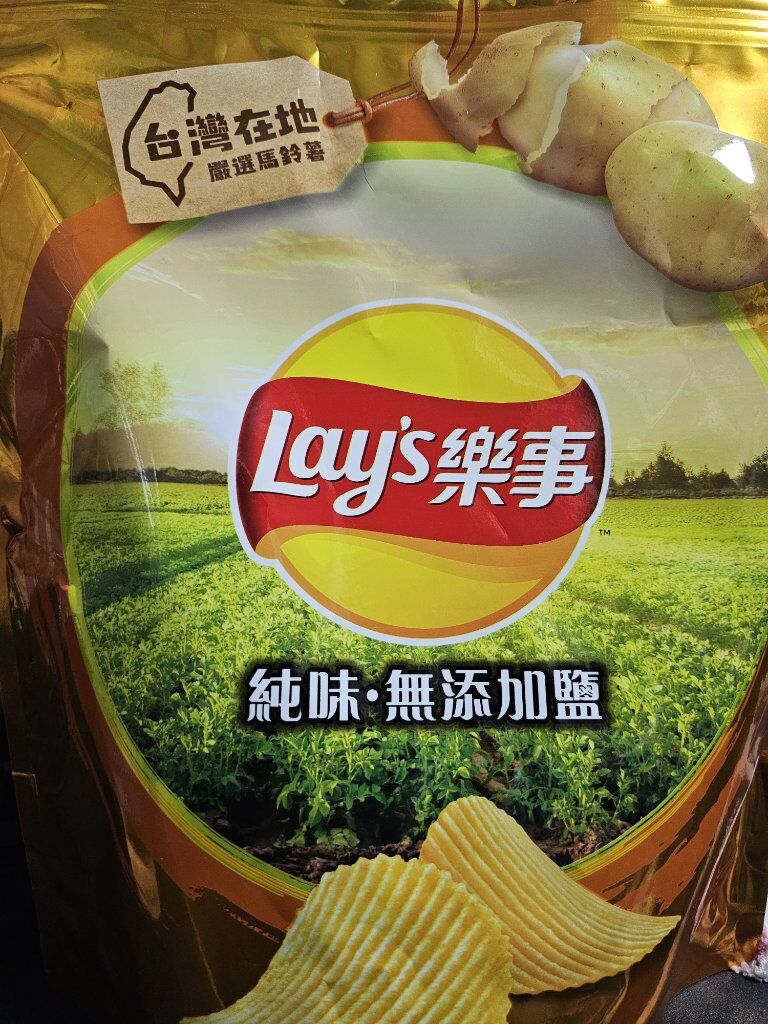 台灣在地
嚴選馬鈴薯
Lay's樂事
™
純味·無添加鹽